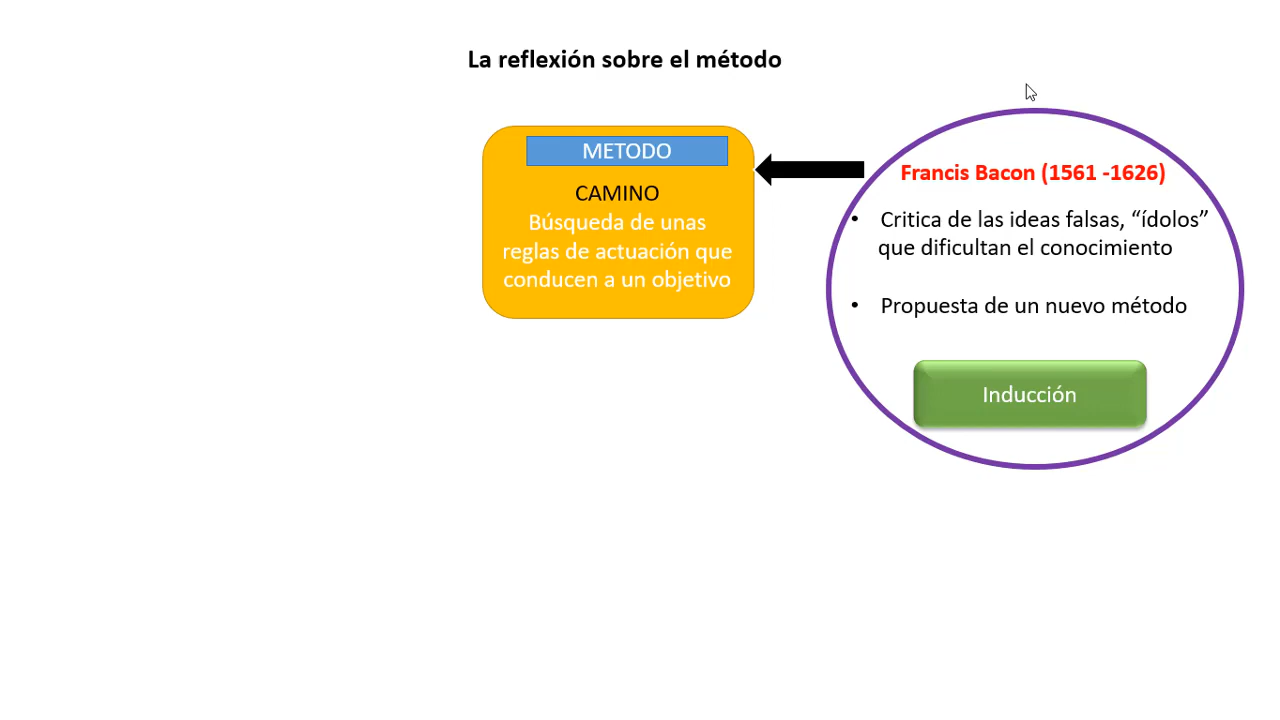 La reflexión sobre el método
METODO
CAMINO
Búsqueda de unas
reglas de actuación que
conducen a un objetivo
Francis Bacon (1561 -1626)
• Critica de las ideas falsas, “ídolos”
que dificultan el conocimiento
• Propuesta de un nuevo método
Inducción